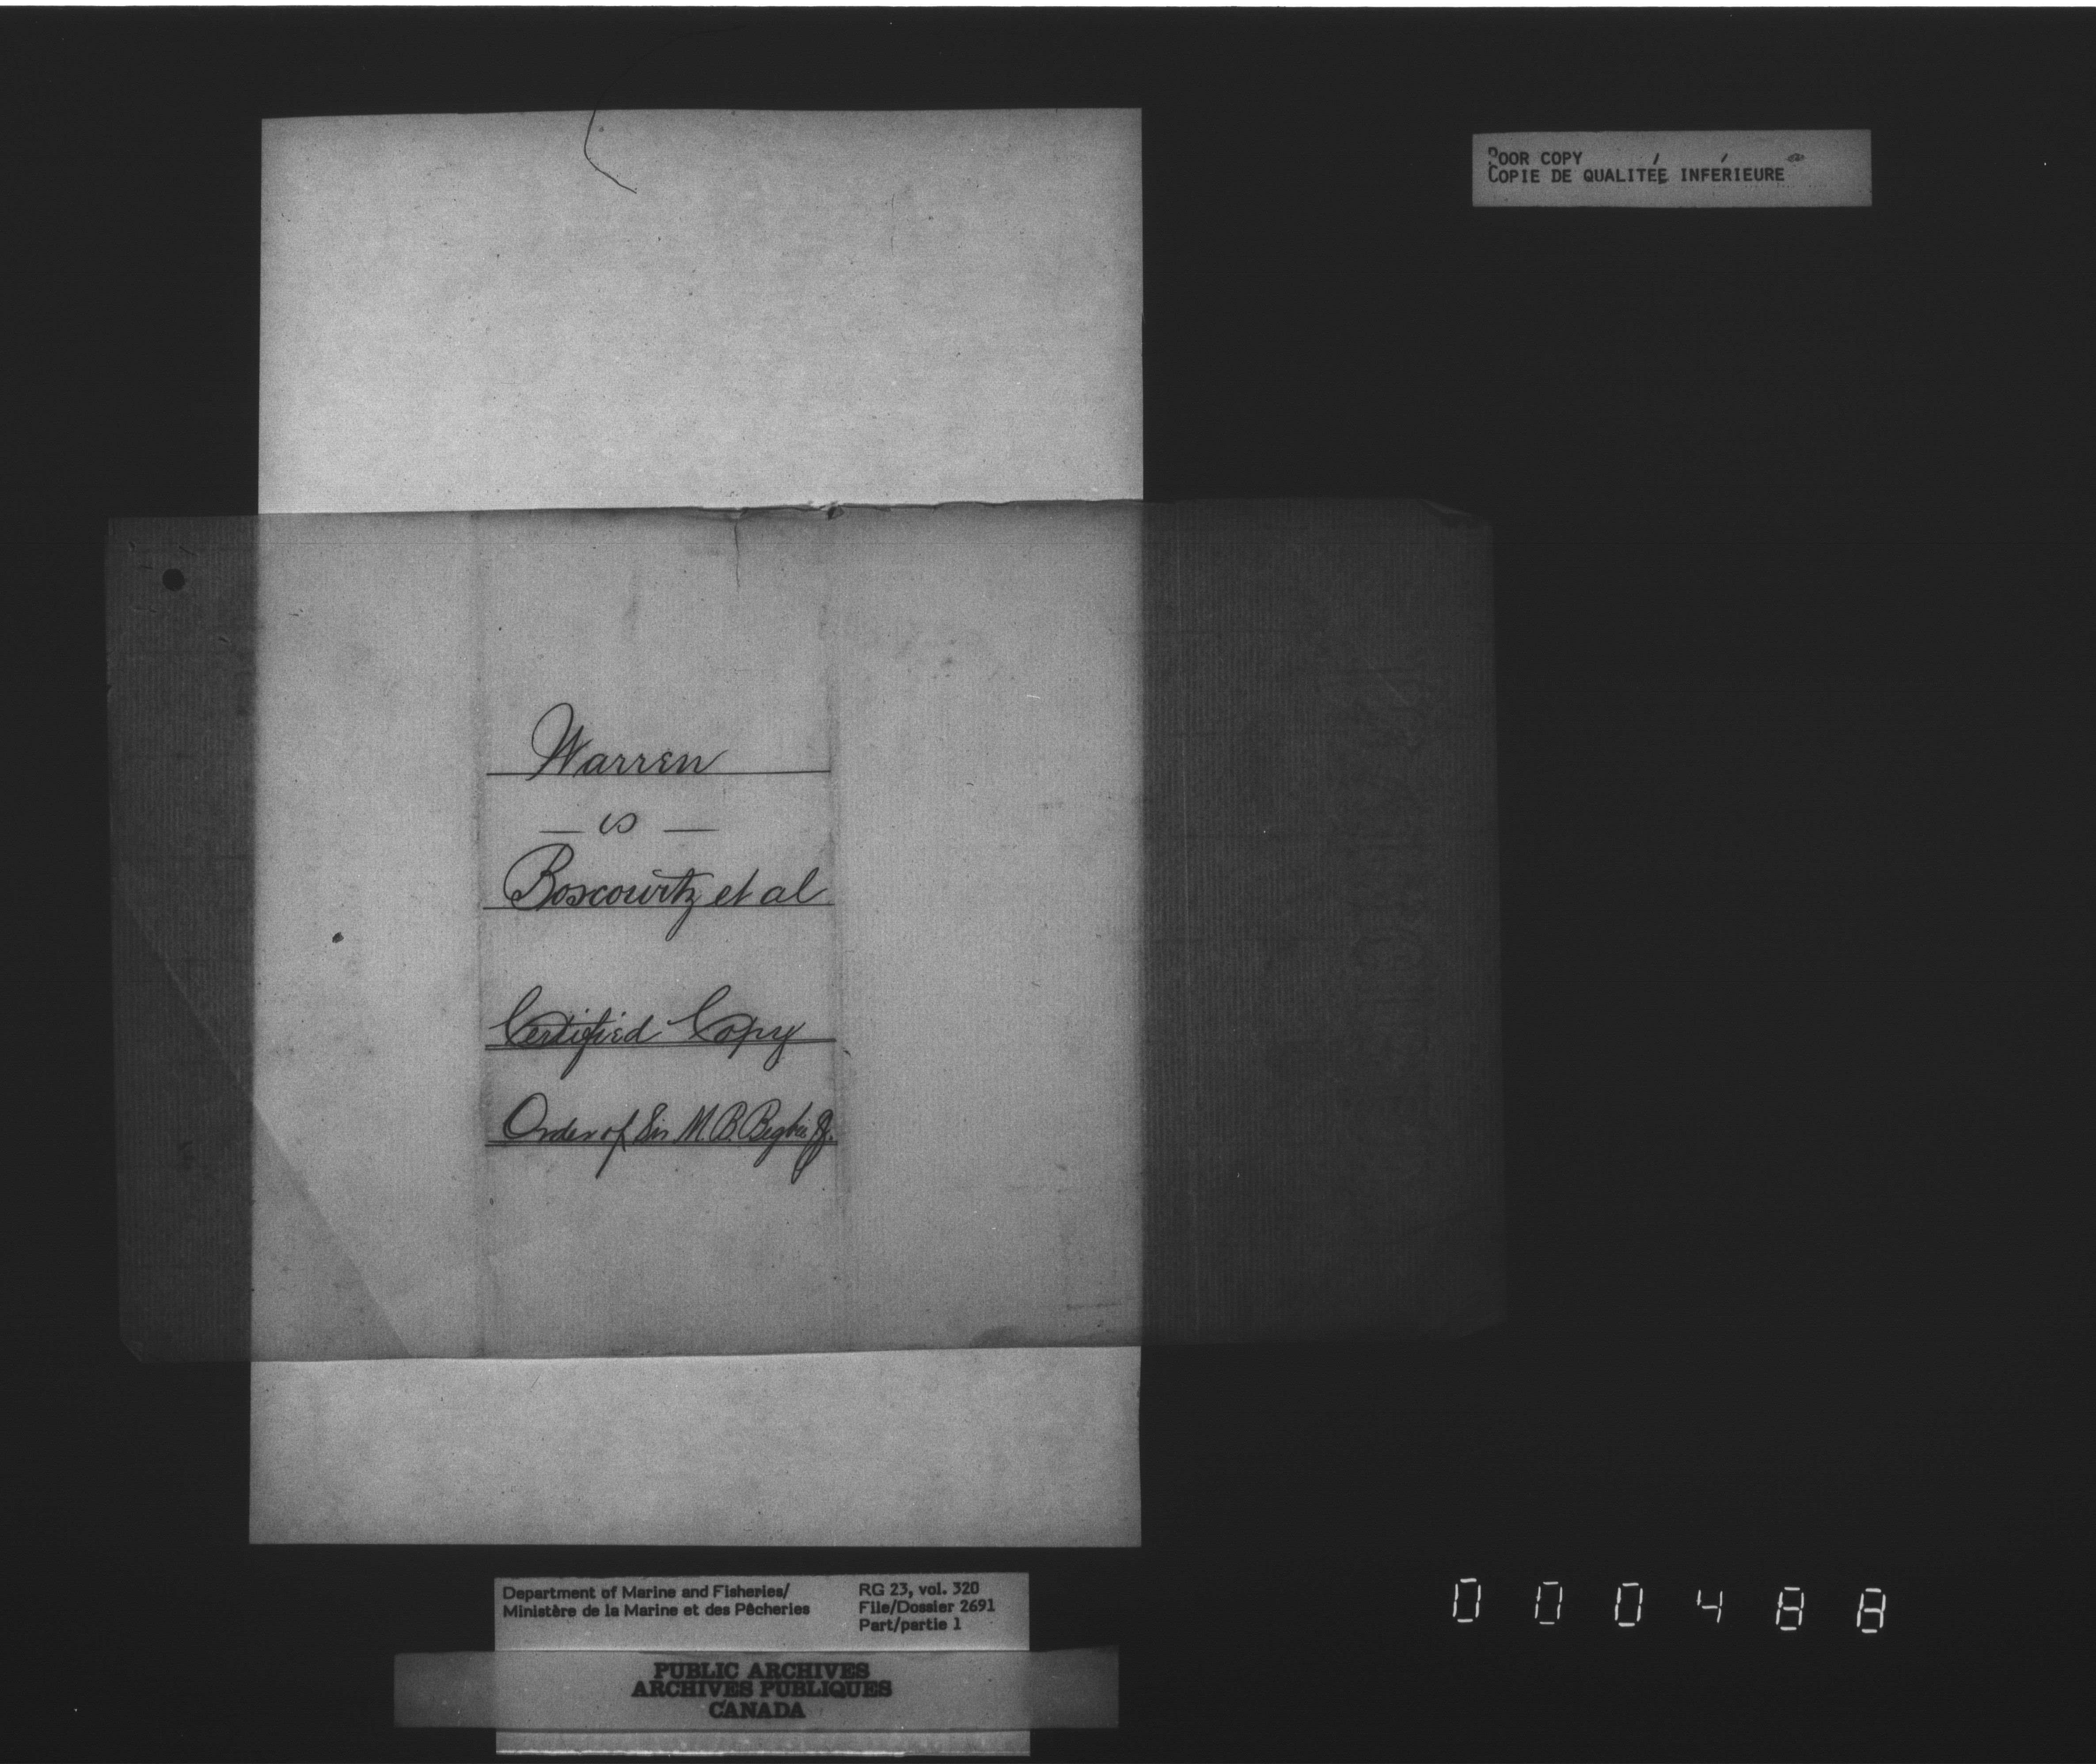 POOR COPY
COPIE DE QUALITÉE INFÉRIEURE
Warren
— vs —
Boscowitz et al
Certified Copy
Order of Sir M. B. Begbie J.
Department of Marine and Fisheries/
Ministère de la Marine et des Pêcheries
RG 23, vol. 320
File/Dossier 2691
Part/partie 1
PUBLIC ARCHIVES
ARCHIVES PUBLIQUES
CANADA
000488